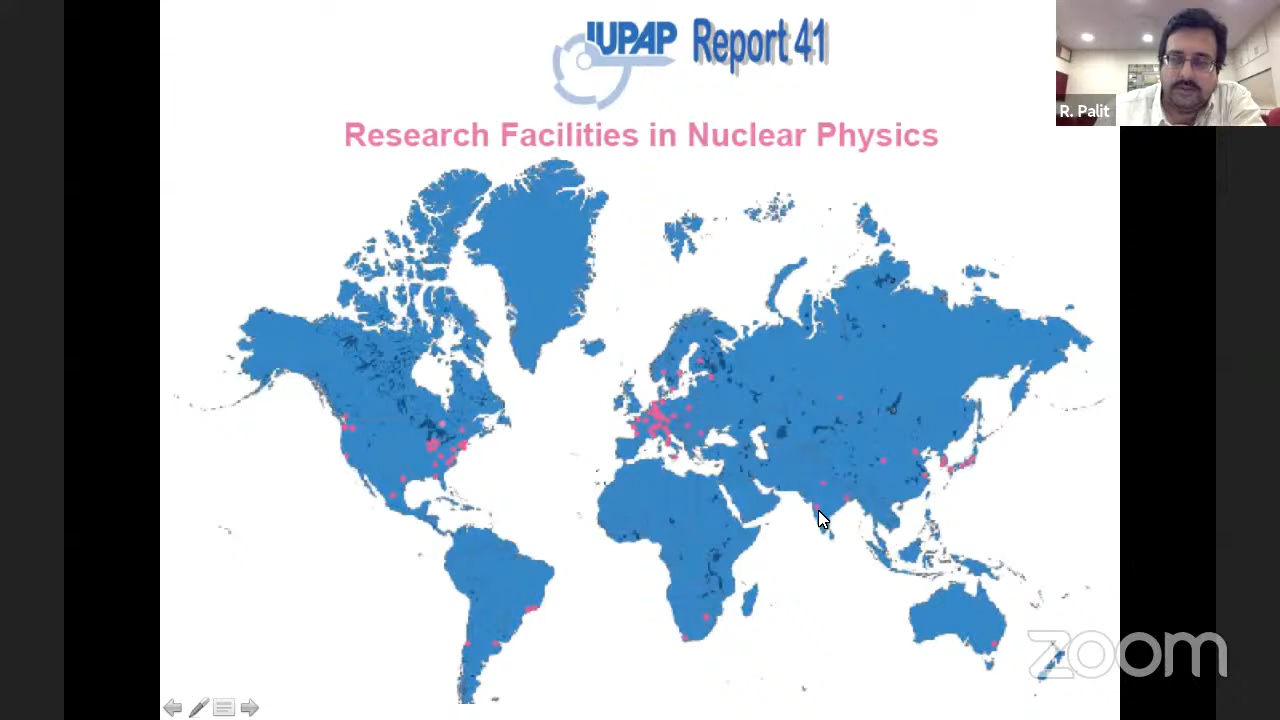 IUPAP Report 41
R. Palit
Research Facilities in Nuclear Physics
zoom